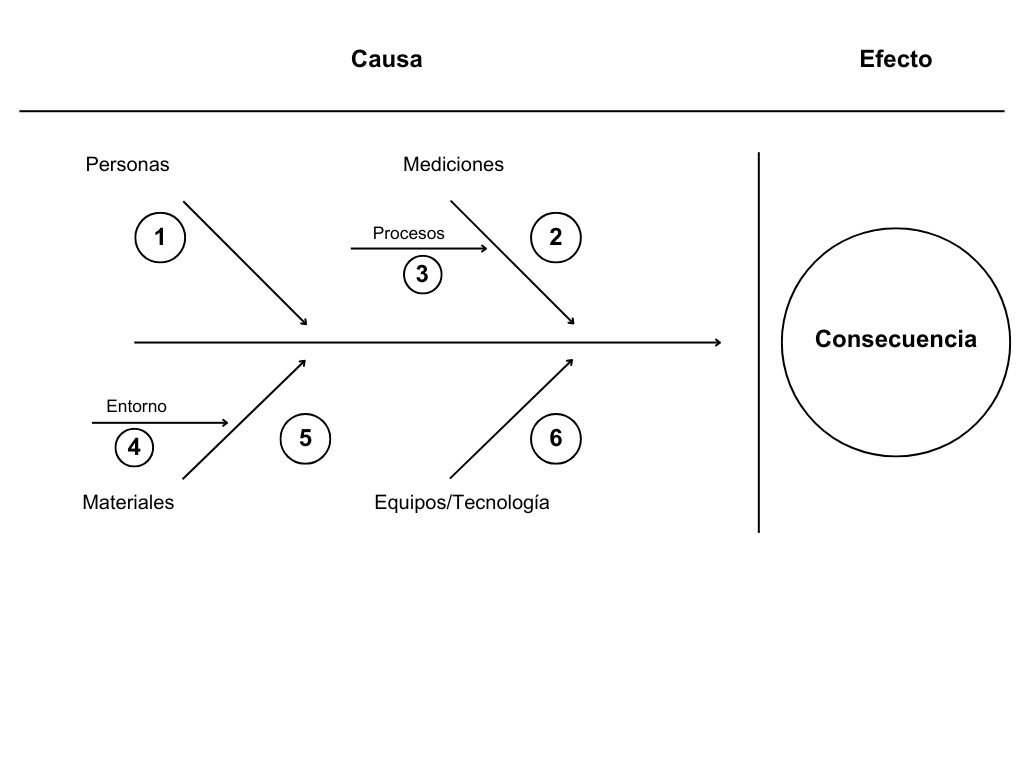 Causa
Efecto
Personas
Mediciones
1
Procesos
2
3
Consecuencia
Entorno
4
5
6
Materiales
Equipos/Tecnología